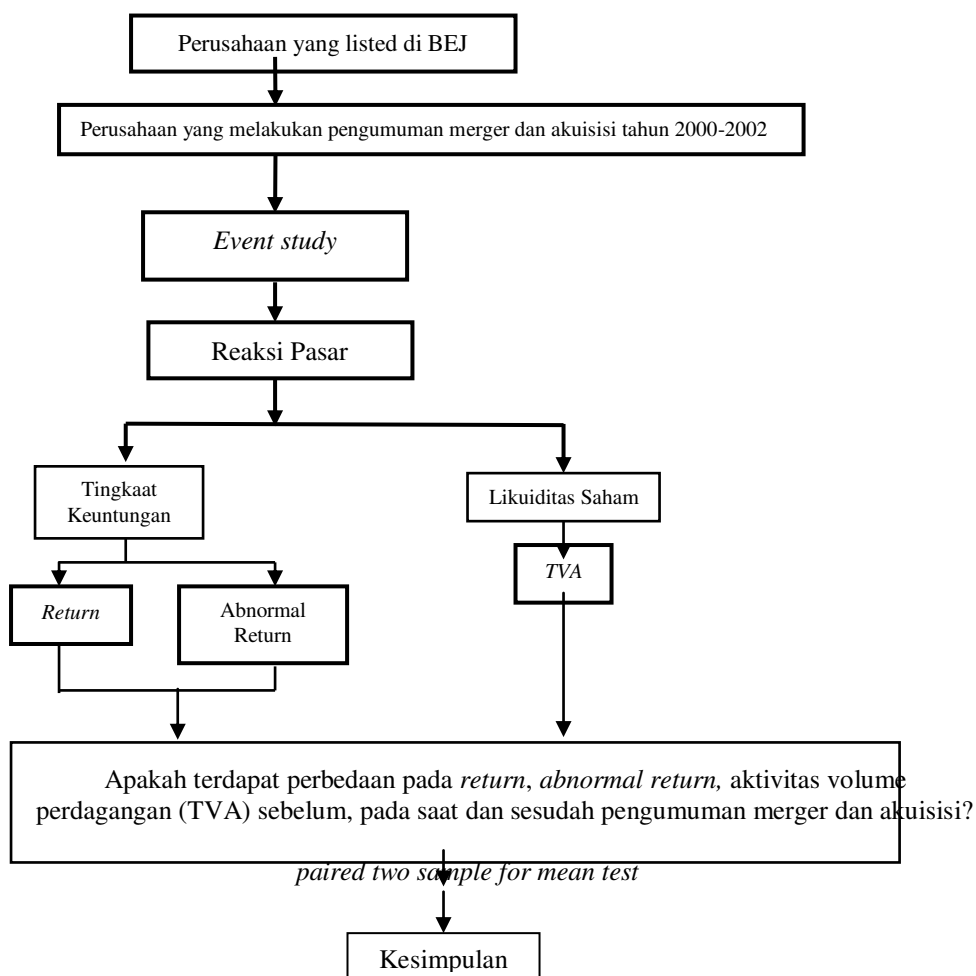 Perusahaan yang listed di BEJ
Perusahaan yang melakukan pengumuman merger dan akuisisi tahun 2000-2002
Event study
Reaksi Pasar
Tingkaat
Keuntungan
Likuiditas Saham
TVA
Return
Abnormal
Return
Apakah terdapat perbedaan pada return, abnormal return, aktivitas volume
perdagangan (TVA) sebelum, pada saat dan sesudah pengumuman merger dan akuisisi?
paired two sample for mean test
Kesimpulan